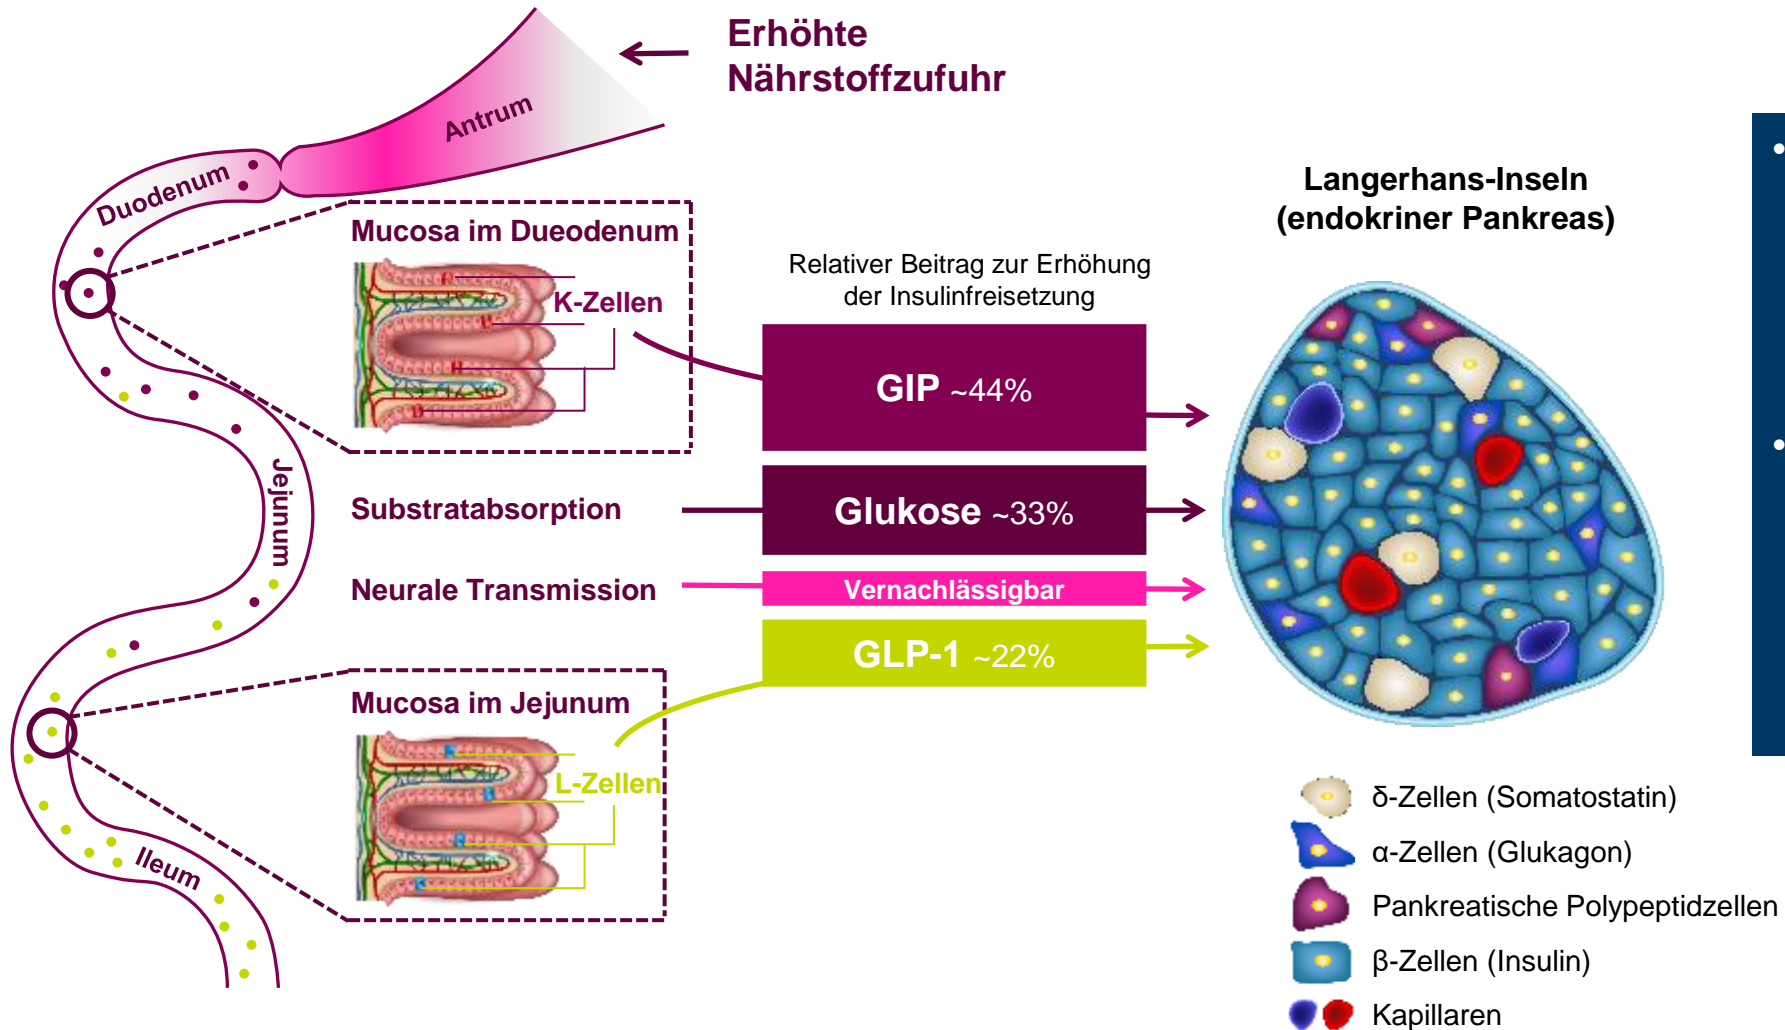 Erhöhte
Nährstoffzufuhr
Antrum
Duodenum
Jejunum
Ileum
Mucosa im Dueodenum
K-Zellen
Substratabsorption
Neurale Transmission
Mucosa im Jejunum
L-Zellen
Relativer Beitrag zur Erhöhung
der Insulinfreisetzung
GIP ~44%
Glukose ~33%
Vernachlässigbar
GLP-1 ~22%
Langerhans-Inseln
(endokriner Pankreas)
δ-Zellen (Somatostatin)
α-Zellen (Glukagon)
Pankreatische Polypeptidzellen
β-Zellen (Insulin)
Kapillaren
•
•